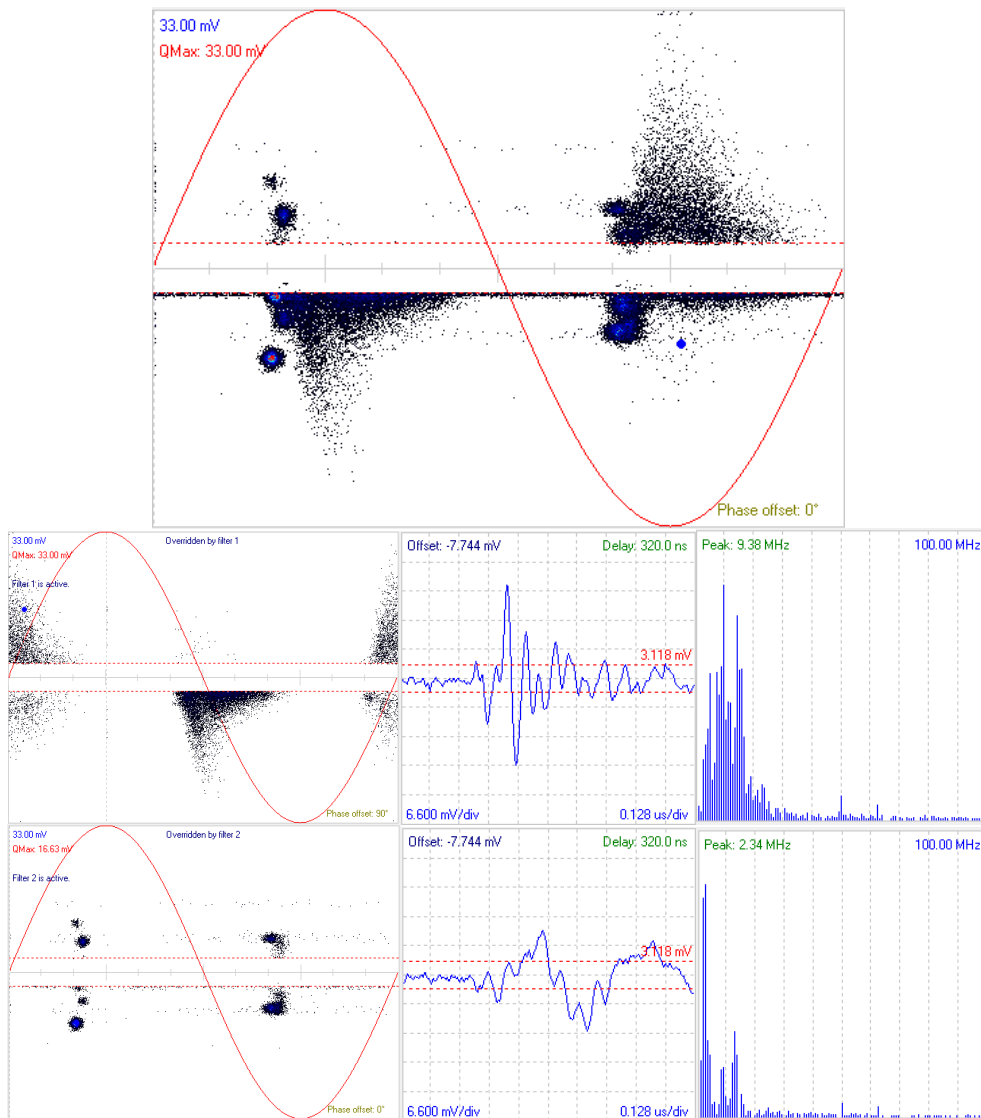 33.00 mV
QMax: 33.00 mV
Phase offset: 0°
33.00 mV
Overridden by filter 1
QMax: 33.00 mV
Filter 1 is active.
Phase offset: 90°
Offset: -7.744 mV
Delay: 320.0 ns
3.118 mV
6.600 mV/div
0.128 us/div
Peak: 9.38 MHz
100.00 MHz
33.00 mV
Overridden by filter 2
QMax: 16.63 mV
Filter 2 is active.
Phase offset: 0°
Offset: -7.744 mV
Delay: 320.0 ns
3.118 mV
6.600 mV/div
0.128 us/div
Peak: 2.34 MHz
100.00 MHz